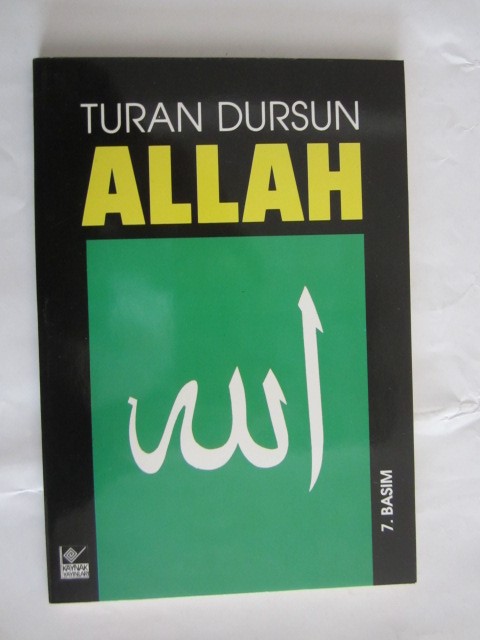 TURAN DURSUN
ALLAH
الله
7. BASIM
KAYNAK
YAYINLARI